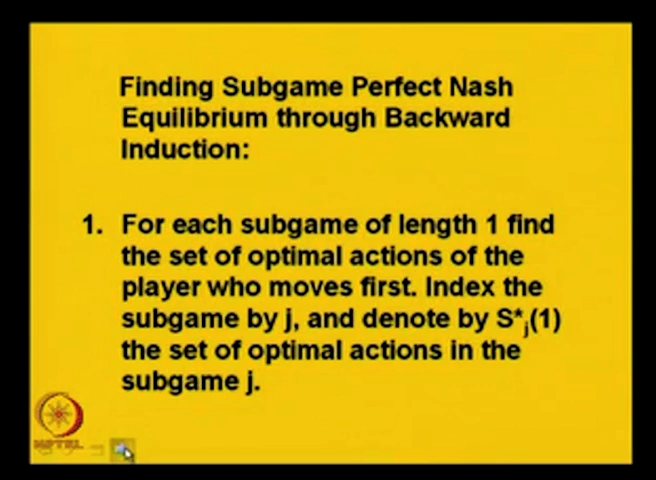 Finding Subgame Perfect Nash
Equilibrium through Backward
Induction:
1. For each subgame of length 1 find
the set of optimal actions of the
player who moves first. Index the
subgame by j, and denote by S*j(1)
the set of optimal actions in the
subgame j.
NPTEL